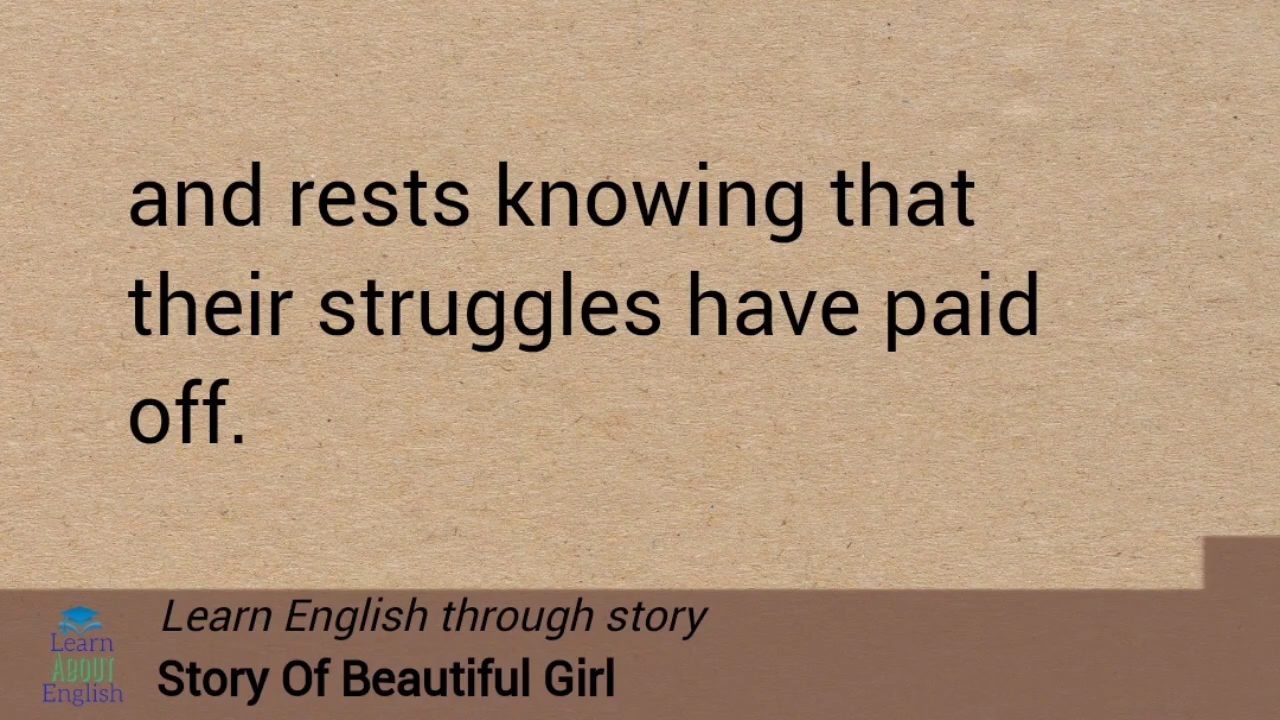 and rests knowing that
their struggles have paid
off.
Learn English through story
Story Of Beautiful Girl
Learn
About
English